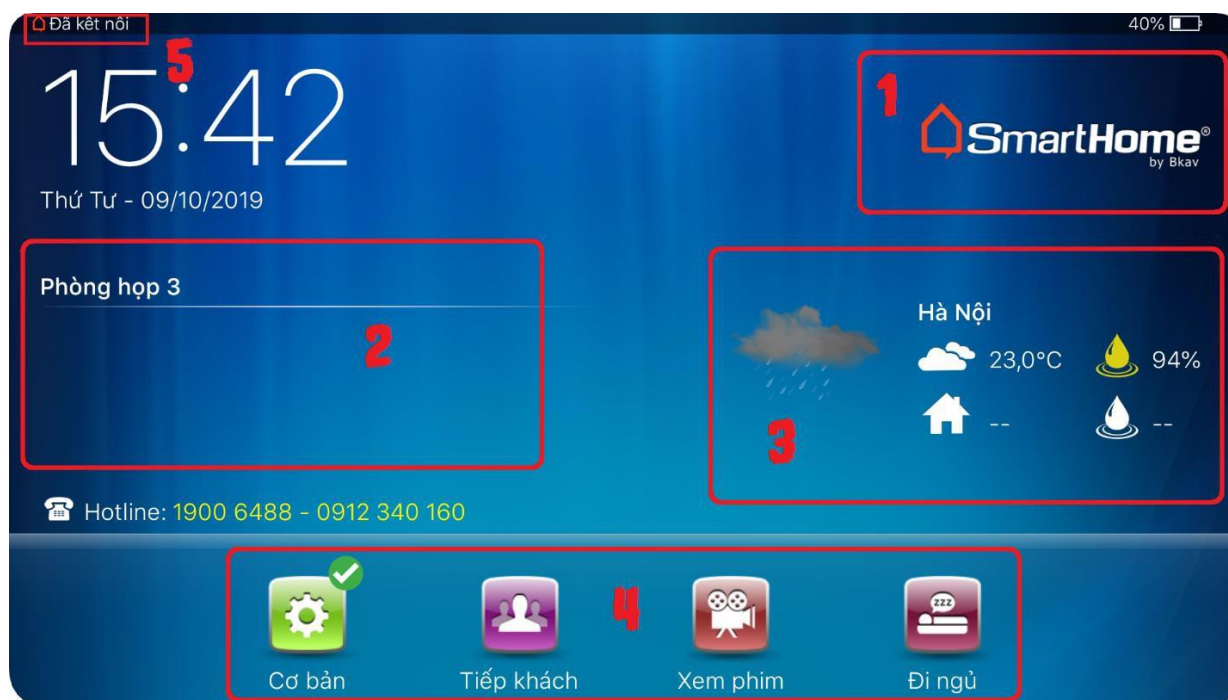 Đã kết nối
40%
5
15:42
1
SmartHome®
by Bkav
Thứ Tư - 09/10/2019
Phòng họp 3
2
Hà Nội
23,0°C 94%
-- --
3
Hotline: 1900 6488 - 0912 340 160
zzz
4
Cơ bản Tiếp khách Xem phim Đi ngủ